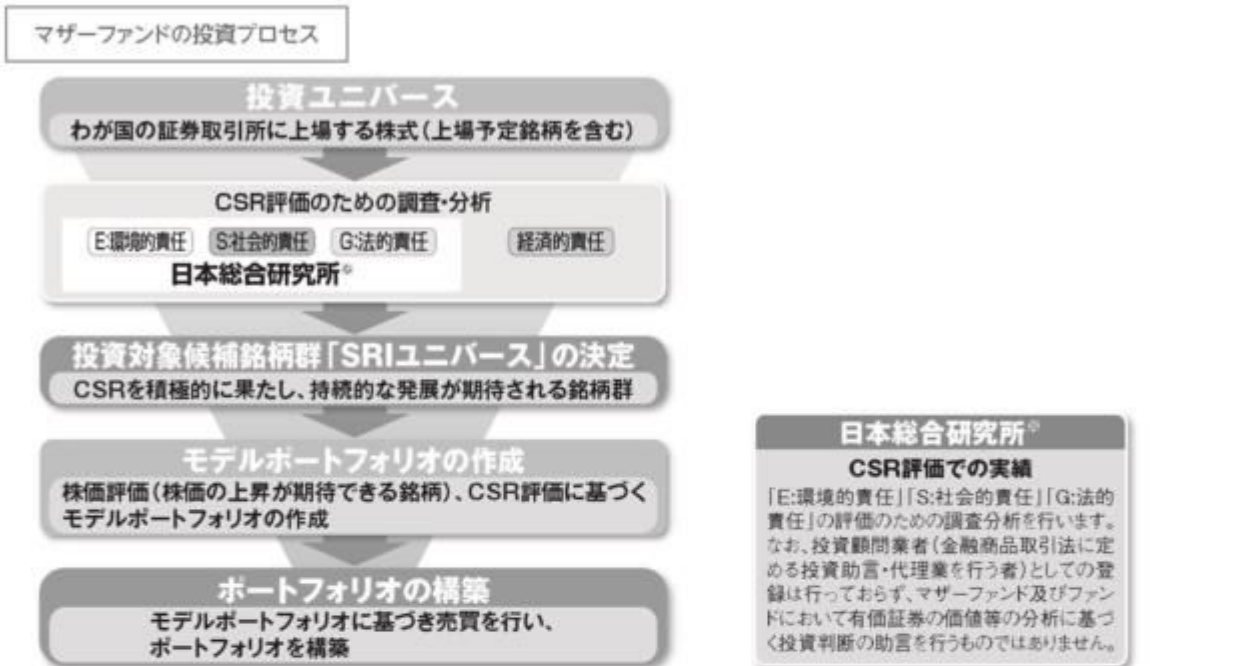 マザーファンドの投資プロセス
投資ユニバース
わが国の証券取引所に上場する株式(上場予定銘柄を含む)
CSR評価のための調査・分析
E:環境的責任 S:社会的責任 G:法的責任 経済的責任
日本総合研究所※
投資対象候補銘柄群「SRIユニバース」の決定
CSRを積極的に果たし、持続的な発展が期待される銘柄群
モデルポートフォリオの作成
株価評価(株価の上昇が期待できる銘柄)、CSR評価に基づく
モデルポートフォリオの作成
ポートフォリオの構築
モデルポートフォリオに基づき売買を行い、
ポートフォリオを構築
日本総合研究所※
CSR評価での実績
「E:環境的責任」「S:社会的責任」「G:法的
責任」の評価のための調査分析を行います。
なお、投資顧問業者(金融商品取引法に定
める投資助言・代理業を行う者)としての登
録は行っておらず、マザーファンド及びファン
ドにおいて有価証券の価値等の分析に基づ
く投資判断の助言を行うものではありません。